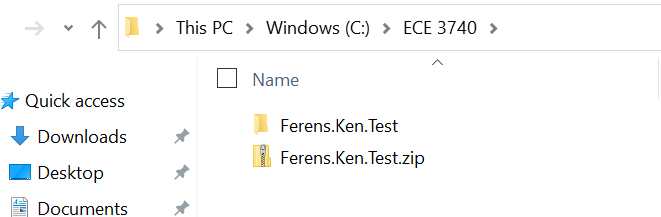 This PC > Windows (C:) > ECE 3740 >
Name
Quick access
Ferens.Ken.Test
Downloads
Ferens.Ken.Test.zip
Desktop
Documents